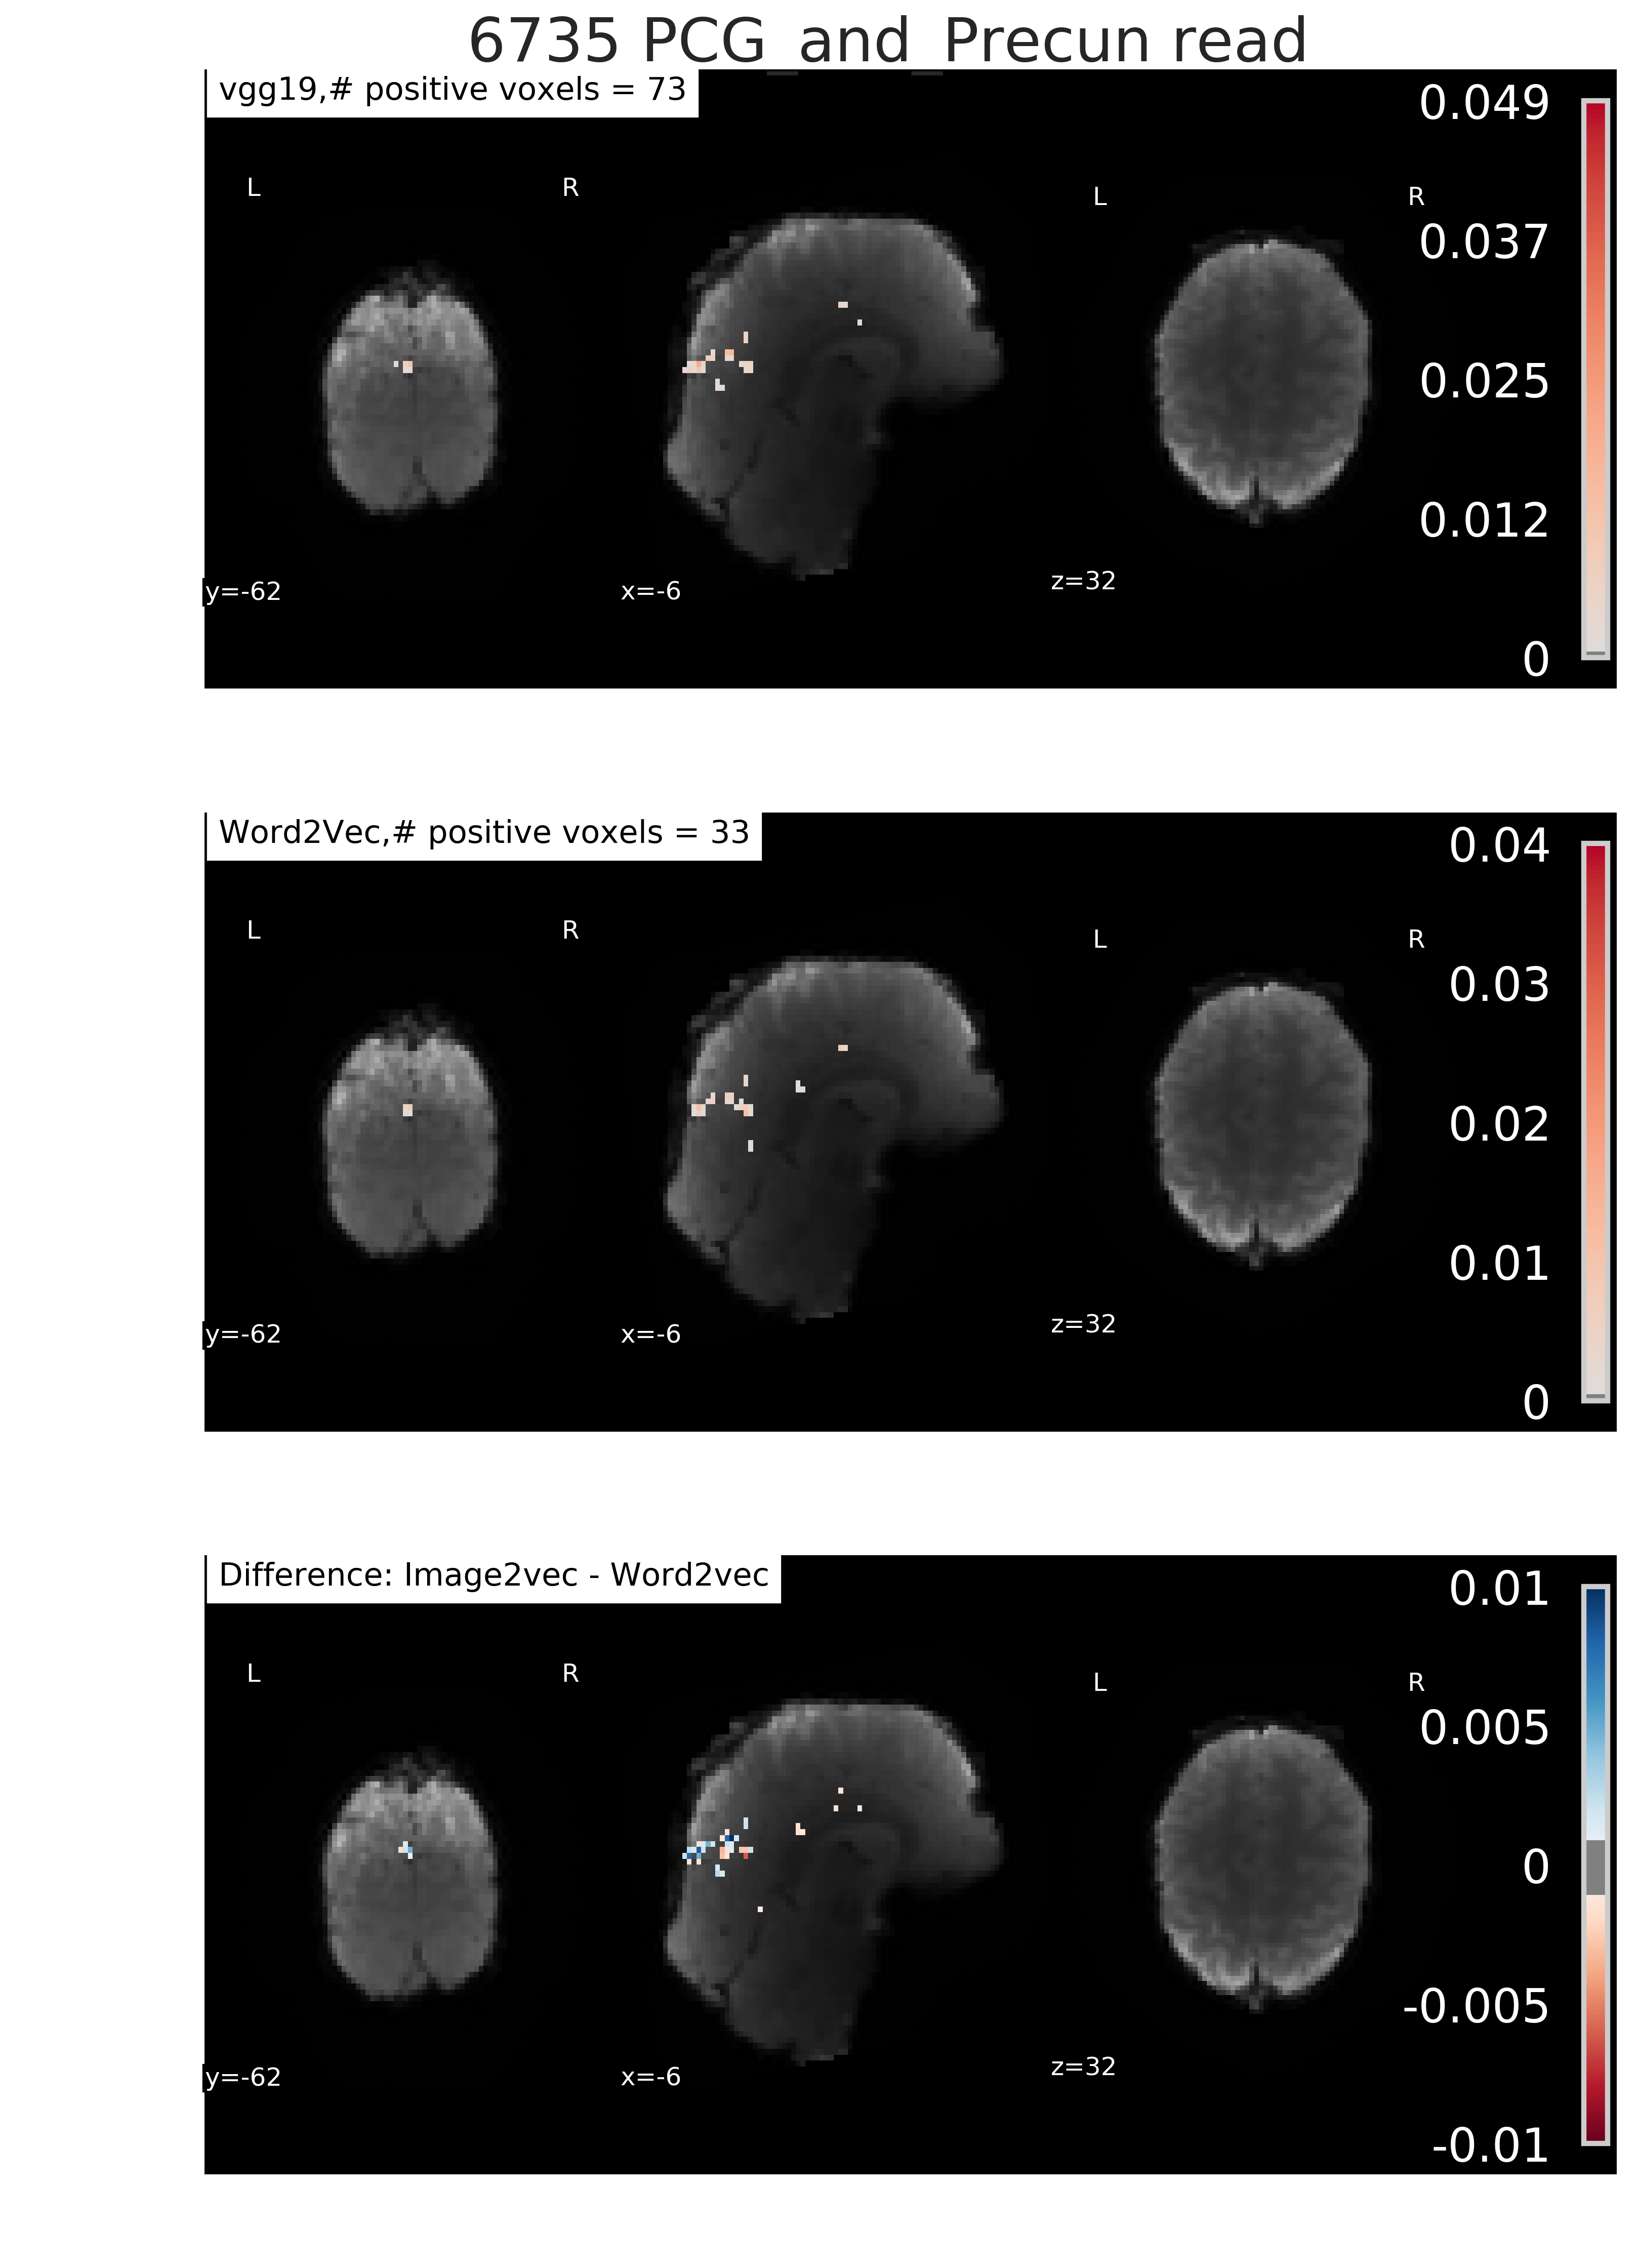 6735 PCG_and_Precun read
vgg19,# positive voxels = 73
0.049
L R L R
0.037
0.025
0.012
y=-62 x=-6 z=32
0
Word2Vec,# positive voxels = 33
0.04
L R L R
0.03
0.02
0.01
y=-62 x=-6 z=32
0
Difference: Image2vec - Word2vec
0.01
L R L R
0.005
0
-0.005
y=-62 x=-6 z=32
-0.01